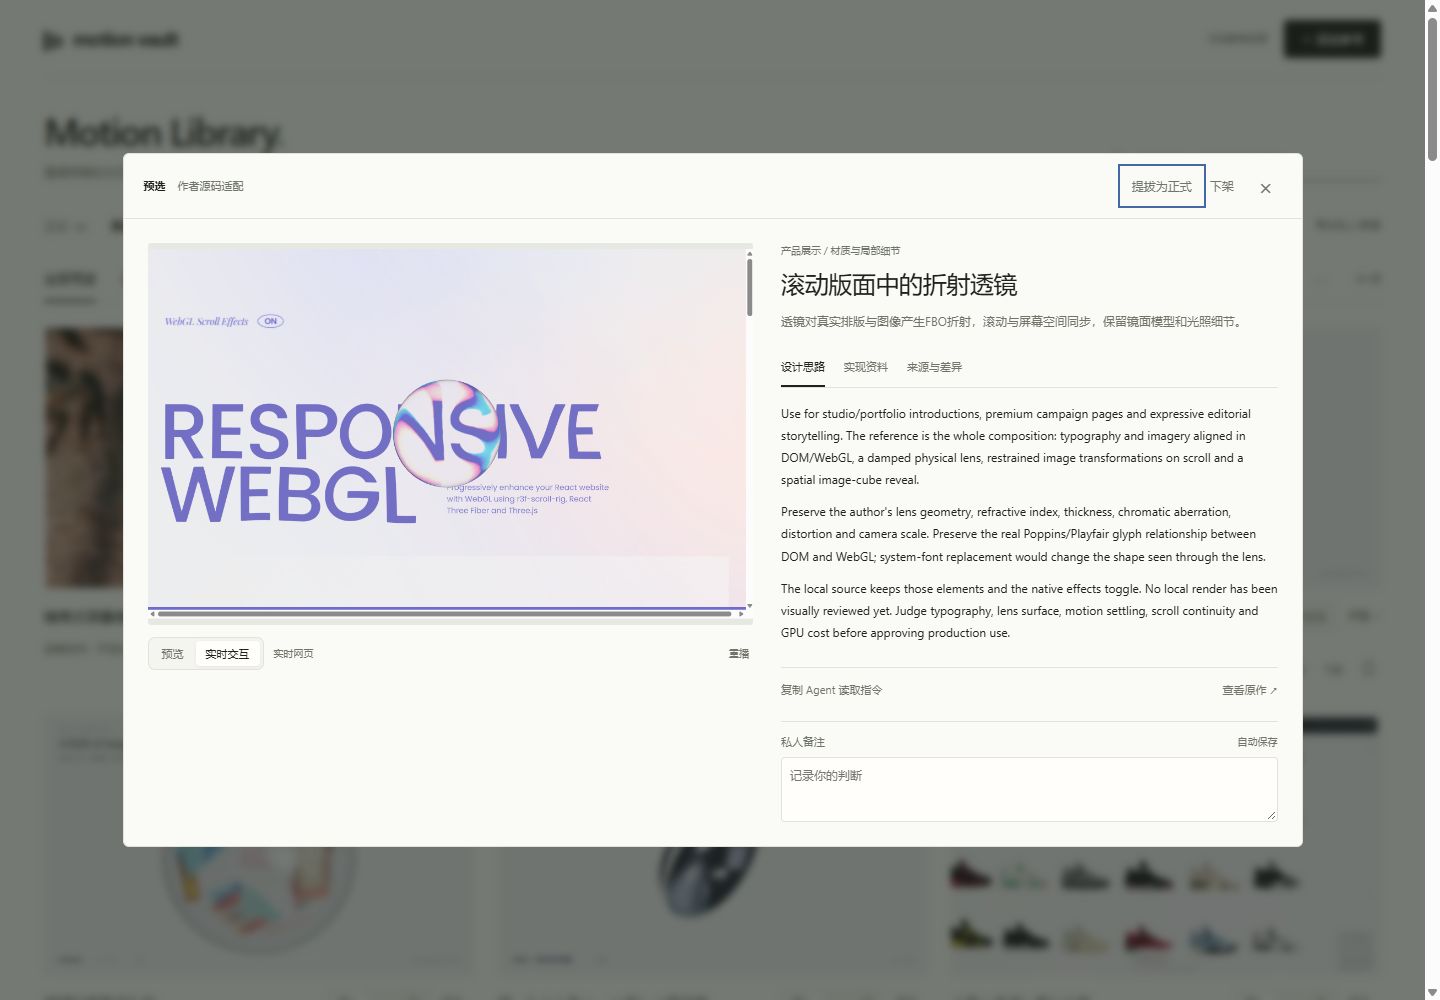 motion vault
Motion Library.
预选 作者源码适配 提拔为正式 下架 ×
WebGL Scroll Effects ON
RESPONSIVE
WEBGL
Progressively enhance your React website
with WebGL using r3f-scroll-rig, React
Three Fiber and Three.js
预览 实时交互 实时网页 重播
产品展示 / 材质与局部细节
滚动版面中的折射透镜
透镜对真实排版与图像产生FBO折射，滚动与屏幕空间同步，保留镜面模型和光照细节。
设计思路 实现资料 来源与差异
Use for studio/portfolio introductions, premium campaign pages and expressive editorial
storytelling. The reference is the whole composition: typography and imagery aligned in
DOM/WebGL, a damped physical lens, restrained image transformations on scroll and a
spatial image-cube reveal.
Preserve the author's lens geometry, refractive index, thickness, chromatic aberration,
distortion and camera scale. Preserve the real Poppins/Playfair glyph relationship between
DOM and WebGL; system-font replacement would change the shape seen through the lens.
The local source keeps those elements and the native effects toggle. No local render has been
visually reviewed yet. Judge typography, lens surface, motion settling, scroll continuity and
GPU cost before approving production use.
复制 Agent 读取指令 查看原作 ↗
私人备注 自动保存
记录你的判断